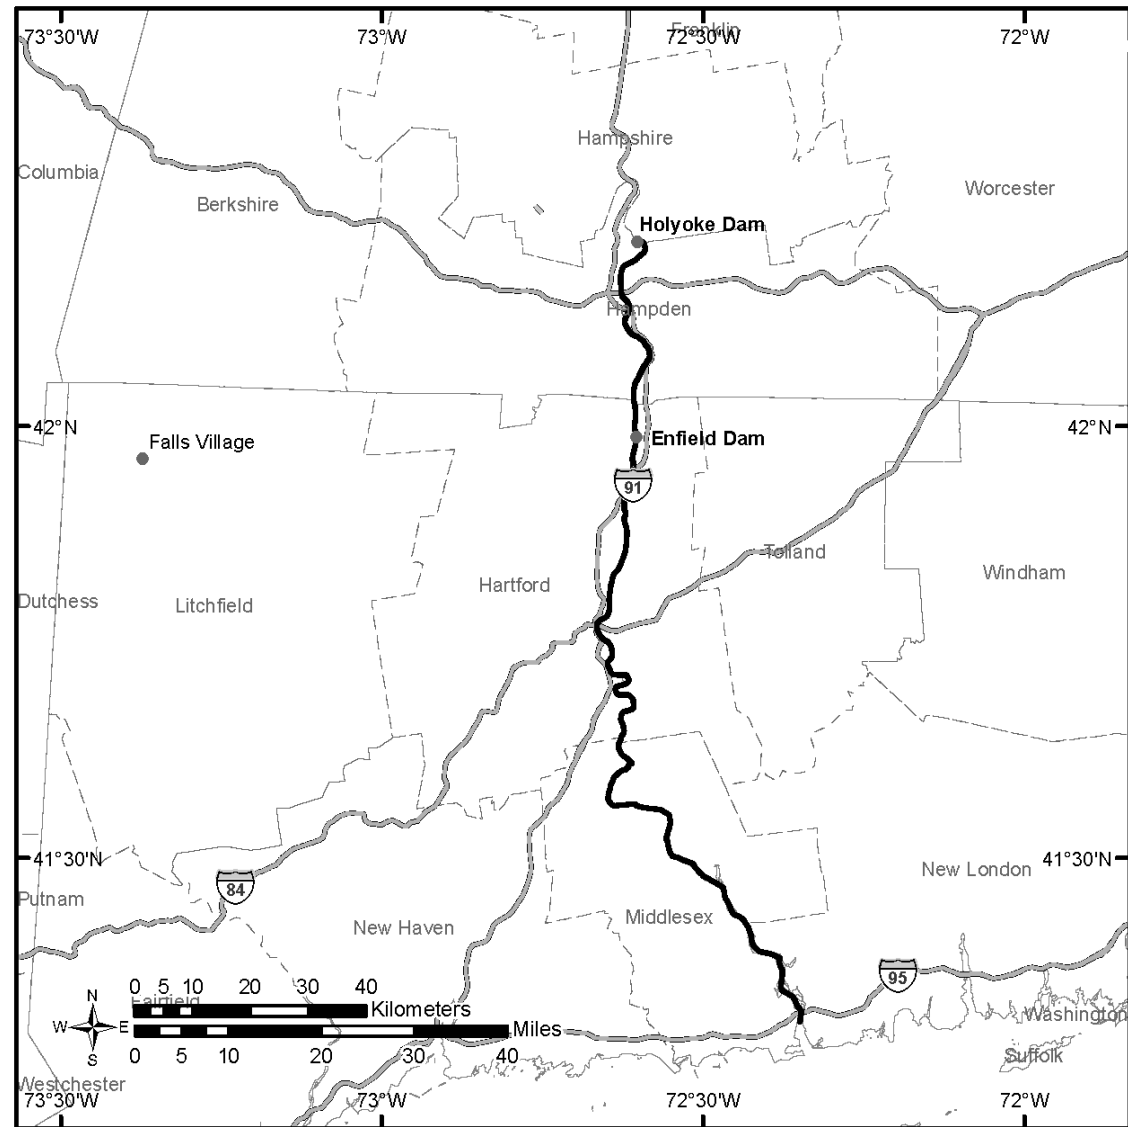 73°30'W 73°W 72°30'W 72°W
Franklin
Hampshire
Columbia
Worcester
Berkshire
Holyoke Dam
Hampden
42°N 42°N
Falls Village
Enfield Dam
91
Tolland
Windham
Hartford
Dutchess
Litchfield
41°30'N 41°30'N
New London
84
Putnam
Middlesex
New Haven
95
0 5 10 20 30 40
N
Fairfield
Kilometers
Washington
W E
Miles
S
0 5 10 20 30 40
Suffolk
Westchester
73°30'W 73°W 72°30'W 72°W